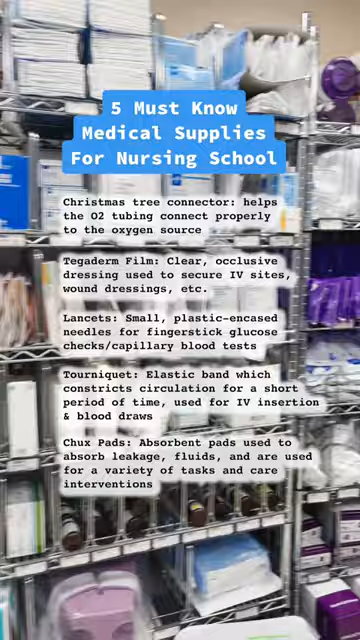 5 Must Know
Medical Supplies
For Nursing School
Christmas tree connector: helps
the O2 tubing connect properly
to the oxygen source
Tegaderm Film: Clear, occlusive
dressing used to secure IV sites,
wound dressings, etc.
Lancets: Small, plastic-encased
needles for fingerstick glucose
checks/capillary blood tests
Tourniquet: Elastic band which
constricts circulation for a short
period of time, used for IV insertion
& blood draws
Chux Pads: Absorbent pads used to
absorb leakage, fluids, and are used
for a variety of tasks and care
interventions